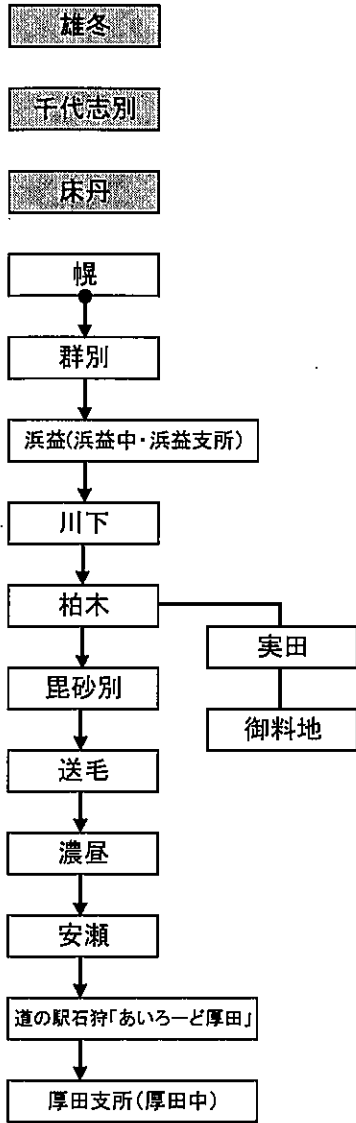 雄冬
千代志別
床丹
幌
群別
浜益(浜益中・浜益支所)
川下
柏木
実田
毘砂別
御料地
送毛
濃昼
安瀬
道の駅石狩「あいろーど厚田」
厚田支所(厚田中)